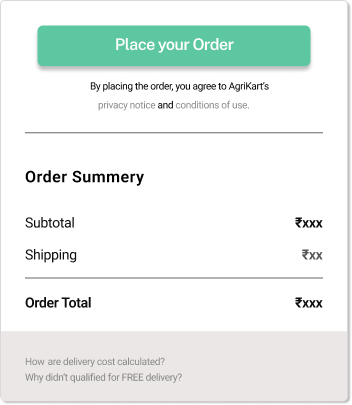 Place your Order
By placing the order, you agree to AgriKart's
privacy notice and conditions of use.
Order Summery
Subtotal ₹xxx
Shipping ₹xx
Order Total ₹xxx
How are delivery cost calculated?
Why didn't qualified for FREE delivery?